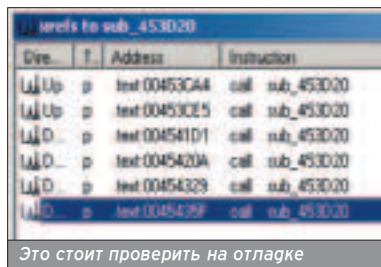 xrefs to sub_453D20
Dire... T. Address Instruction
Up p .text:00453CA4 call sub_453D20
Up p .text:00453CE5 call sub_453D20
D... p .text:004541D1 call sub_453D20
D... p .text:0045420A call sub_453D20
D... p .text:00454329 call sub_453D20
D... p .text:0045435F call sub_453D20
Это стоит проверить на отладке